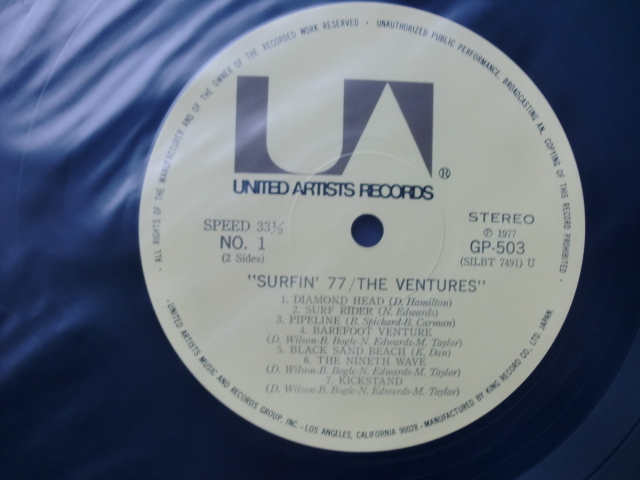 ALL RIGHTS OF THE MANUFACTURER AND OF THE OWNER OF THE RECORDED WORK RESERVED · UNAUTHORIZED PUBLIC PERFORMANCE, BROADCASTING AN, COPYING OF THIS RECORD PROHIBITED ·
UA
®
UNITED ARTISTS RECORDS
SPEED 33⅓
NO. 1
(2 Sides)
STEREO
Ⓟ 1977
GP-503
(SILBT 7491) U
"SURFIN' 77/THE VENTURES"
1. DIAMOND HEAD (D. Hamilton)
2. SURF RIDER (N. Edwards)
3. PIPELINE (B. Spickard-B. Carman)
4. BAREFOOT VENTURE
(D. Wilson-B. Bogle-N. Edwards-M. Taylor)
5. BLACK SAND BEACH (K. Dan)
6. THE NINETH WAVE
(D. Wilson-B. Bogle-N. Edwards-M. Taylor)
7. KICKSTAND
(D. Wilson-B. Bogle-N. Edwards-M. Taylor)
·UNITED ARTISTS MUSIC AND RECORDS GROUP, INC. · LOS ANGELES, CALIFORNIA 90028 · MANUFACTURED BY KING RECORD CO., LTD. JAPAN.